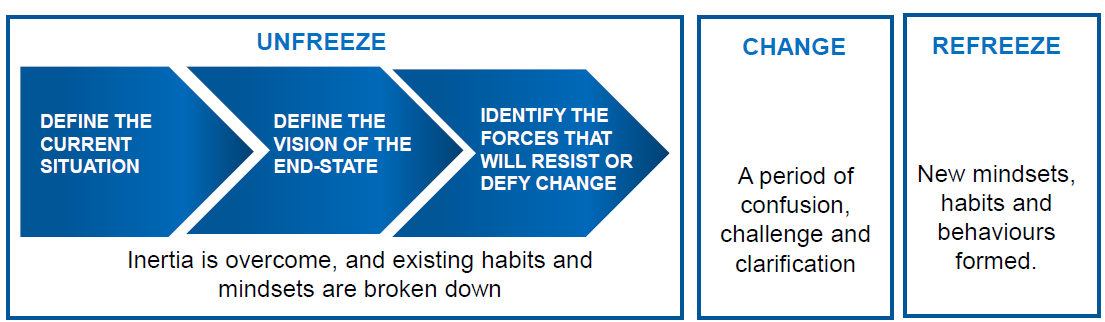 UNFREEZE
DEFINE THE
CURRENT
SITUATION
DEFINE THE
VISION OF THE
END-STATE
IDENTIFY THE
FORCES THAT
WILL RESIST OR
DEFY CHANGE
Inertia is overcome, and existing habits and
mindsets are broken down
CHANGE
A period of
confusion,
challenge and
clarification
REFREEZE
New mindsets,
habits and
behaviours
formed.